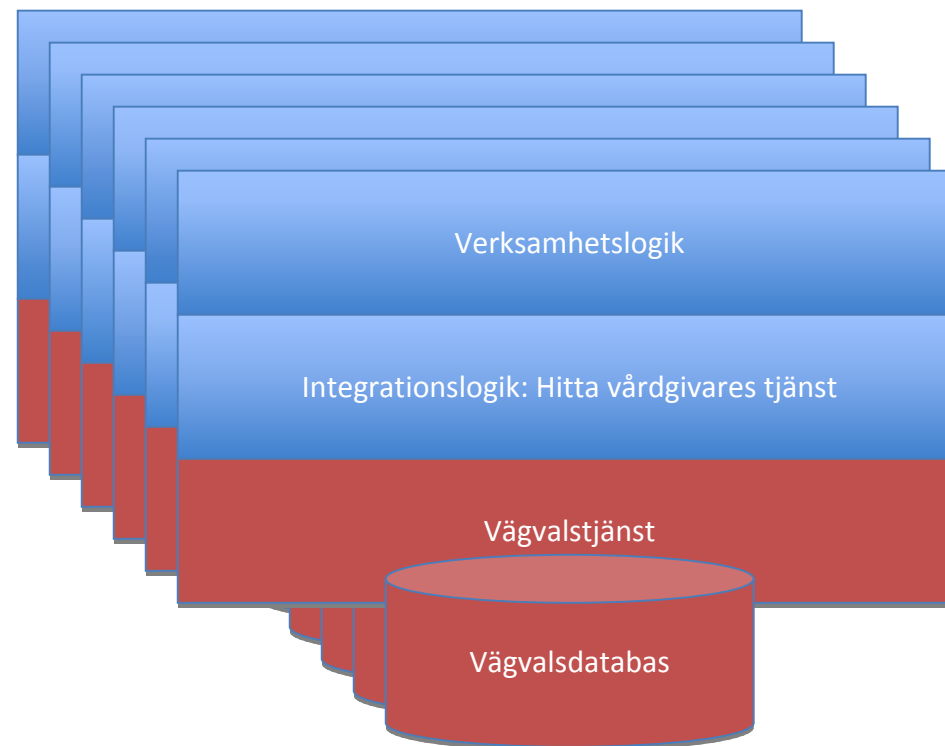 Verksamhetslogik
Integrationslogik: Hitta vårdgivares tjänst
Vägvalstjänst
Vägvalsdatabas